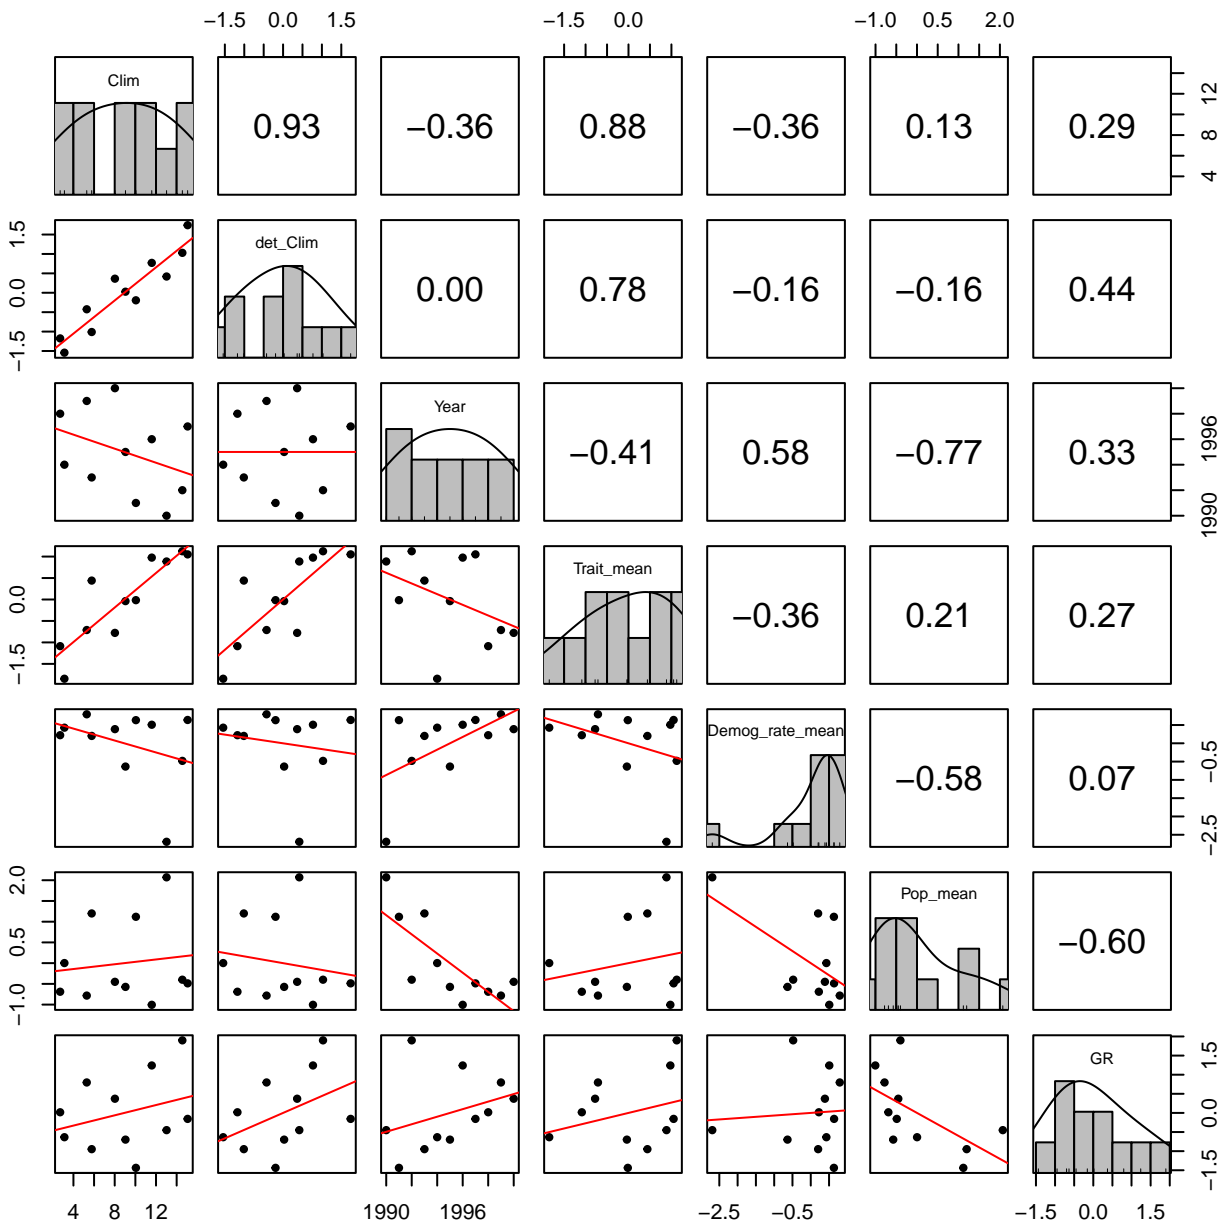 −1.5 0.0 1.5 −1.5 0.0 −1.0 0.5 2.0
Clim 0.93 −0.36 0.88 −0.36 0.13 0.29 4 8 12
−1.5 0.0 1.5 det_Clim 0.00 0.78 −0.16 −0.16 0.44
Year −0.41 0.58 −0.77 0.33 1990 1996
−1.5 0.0 Trait_mean −0.36 0.21 0.27
Demog_rate_mean −0.58 0.07 −2.5 −0.5
−1.0 0.5 2.0 Pop_mean −0.60
GR −1.5 0.0 1.5
4 8 12 1990 1996 −2.5 −0.5 −1.5 0.0 1.5